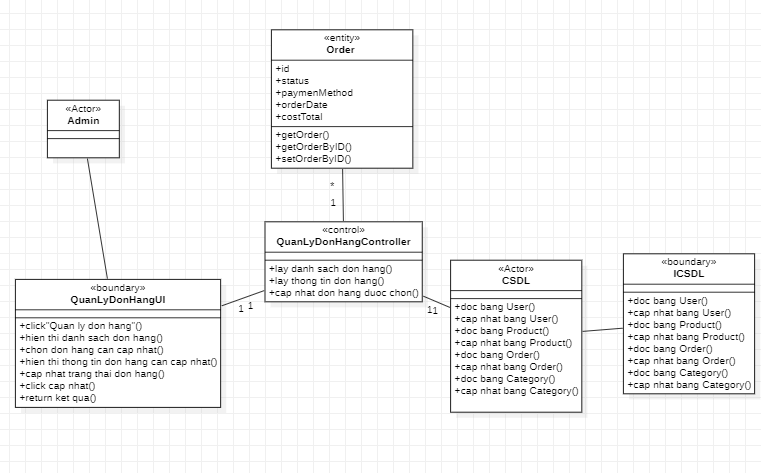 «entity»
Order
+id
+status
+paymenMethod
+orderDate
+costTotal
+getOrder()
+getOrderByID()
+setOrderByID()
«Actor»
Admin
*
1
«control»
QuanLyDonHangController
+lay danh sach don hang()
+lay thong tin don hang()
+cap nhat don hang duoc chon()
«boundary»
QuanLyDonHangUI
+click"Quan ly don hang"()
+hien thi danh sach don hang()
+chon don hang can cap nhat()
+hien thi thong tin don hang can cap nhat()
+cap nhat trang thai don hang()
+click cap nhat()
+return ket qua()
1 1
11
«Actor»
CSDL
+doc bang User()
+cap nhat bang User()
+doc bang Product()
+cap nhat bang Product()
+doc bang Order()
+cap nhat bang Order()
+doc bang Category()
+cap nhat bang Category()
«boundary»
ICSDL
+doc bang User()
+cap nhat bang User()
+doc bang Product()
+cap nhat bang Product()
+doc bang Order()
+cap nhat bang Order()
+doc bang Category()
+cap nhat bang Category()